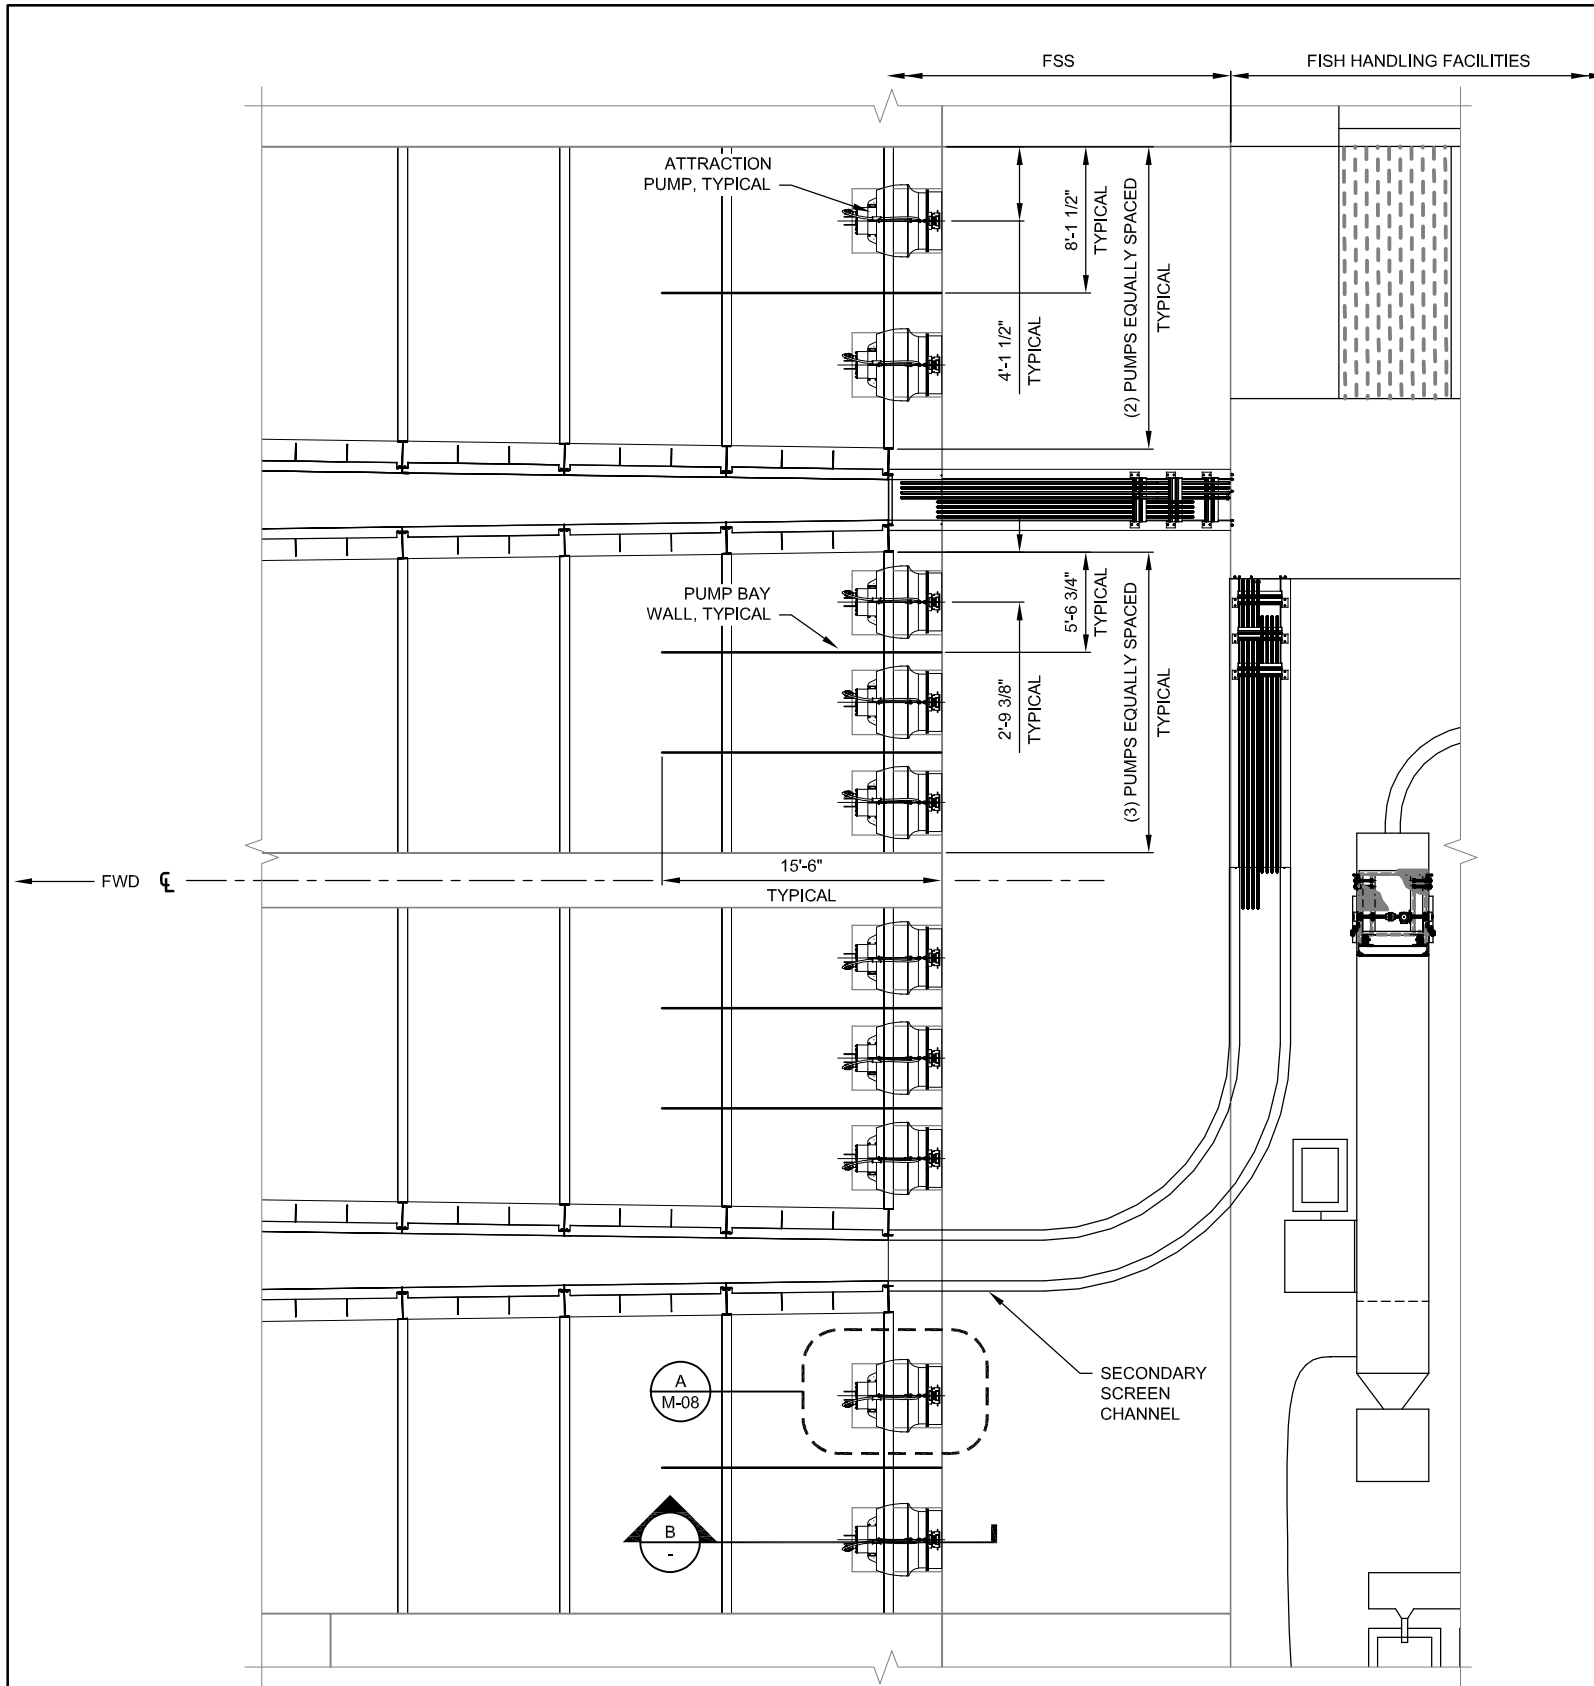 FSS
FISH HANDLING FACILITIES
ATTRACTION
PUMP, TYPICAL
4'-1 1/2"
TYPICAL
8'-1 1/2"
TYPICAL
(2) PUMPS EQUALLY SPACED
TYPICAL
PUMP BAY
WALL, TYPICAL
2'-9 3/8"
TYPICAL
5'-6 3/4"
TYPICAL
(3) PUMPS EQUALLY SPACED
TYPICAL
FWD ℄
15'-6"
TYPICAL
A
M-08
SECONDARY
SCREEN
CHANNEL
B
-